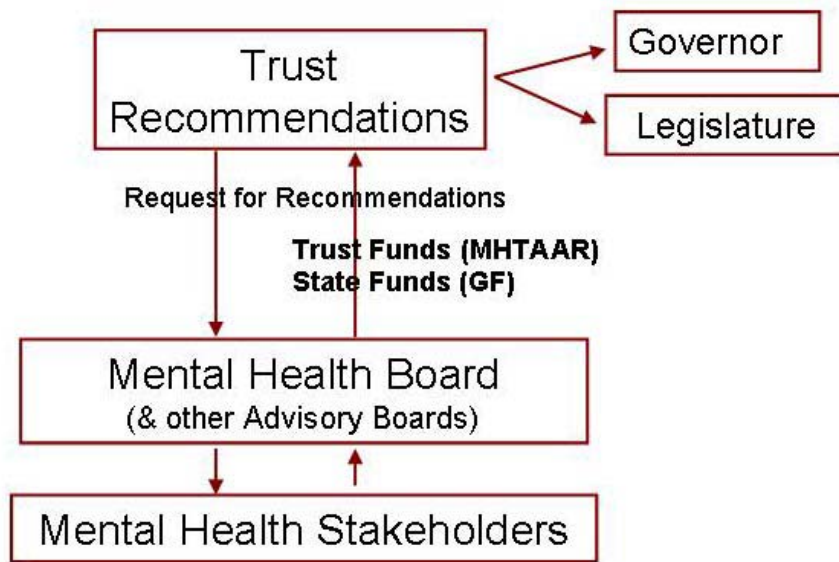 Trust
Recommendations
Governor
Legislature
Request for Recommendations
Trust Funds (MHTAAR)
State Funds (GF)
Mental Health Board
(& other Advisory Boards)
Mental Health Stakeholders